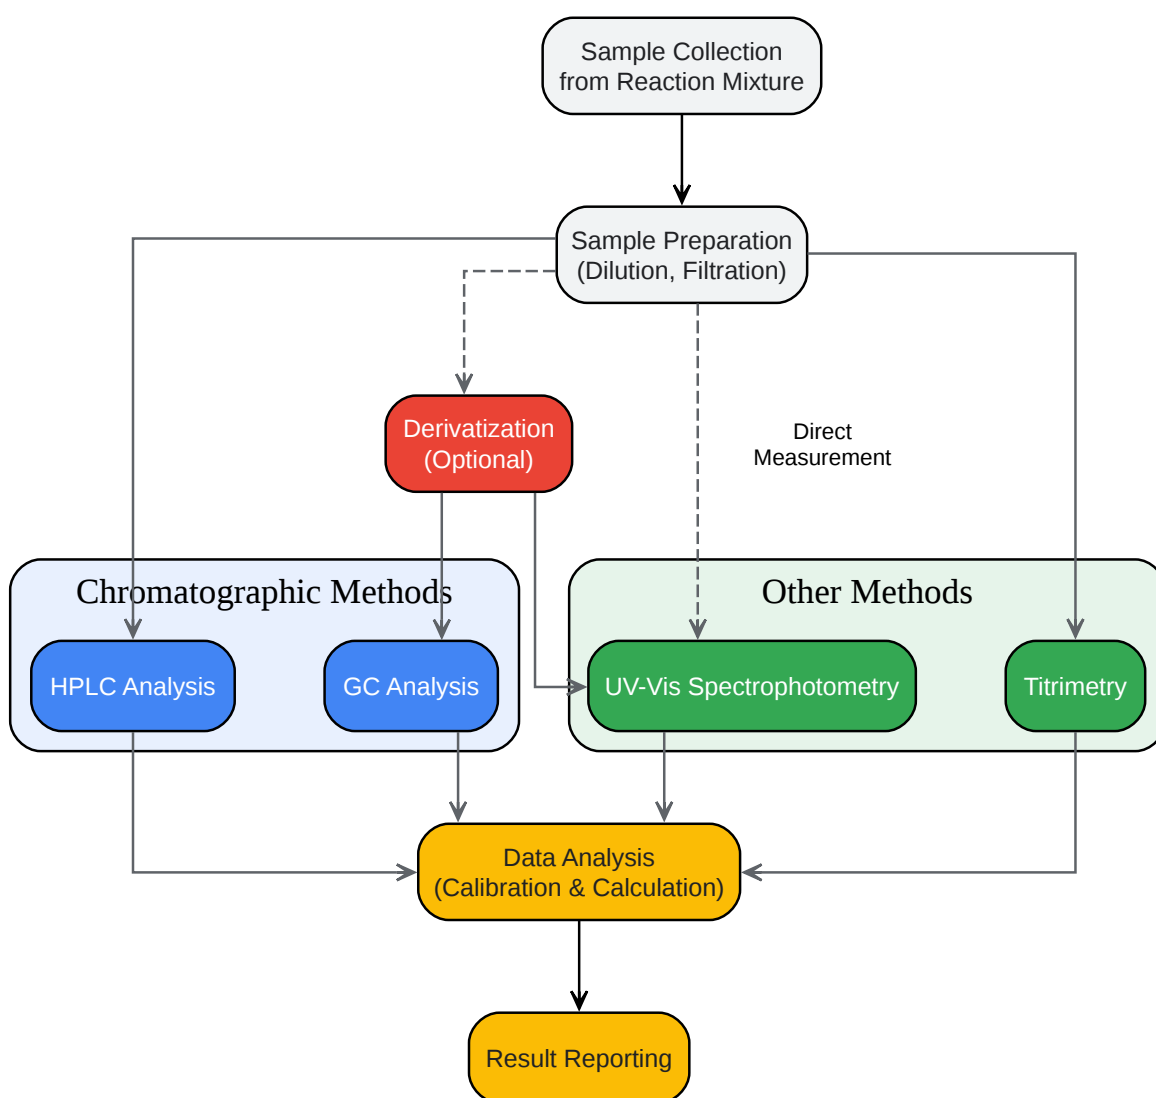 Sample Collection
from Reaction Mixture
Sample Preparation
(Dilution, Filtration)
Derivatization
(Optional)
Direct
Measurement
Chromatographic Methods
Other Methods
HPLC Analysis
GC Analysis
UV-Vis Spectrophotometry
Titrimetry
Data Analysis
(Calibration & Calculation)
Result Reporting